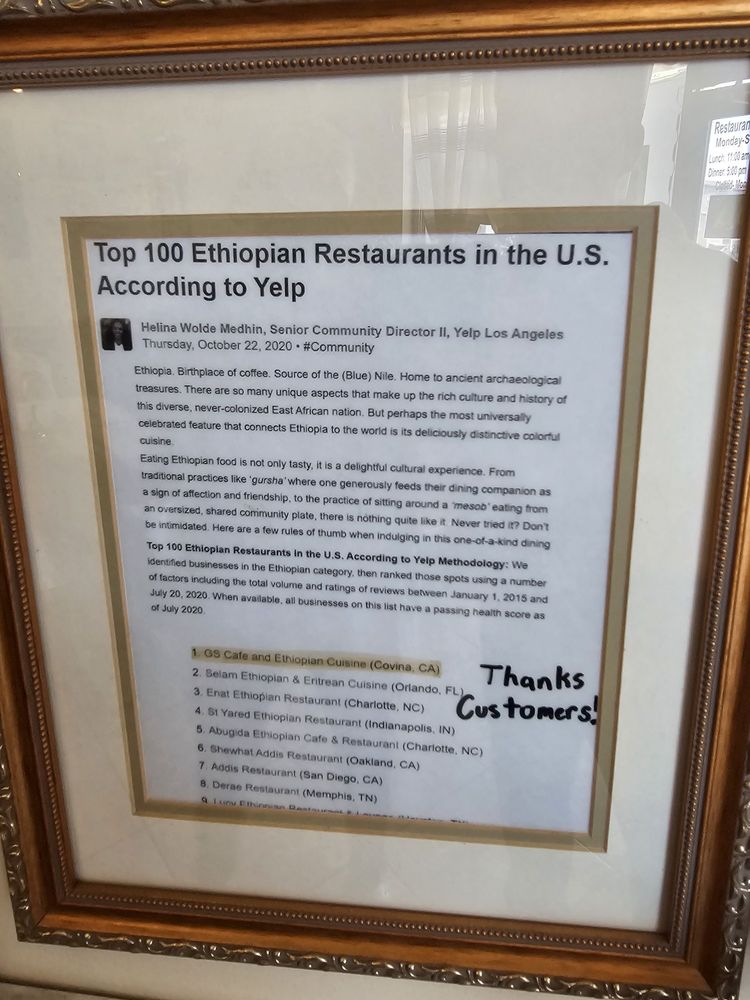 Restauran
Monday-S
Lunch: 11:00 am
Dinner: 5:00 pm
Top 100 Ethiopian Restaurants in the U.S.
According to Yelp
Helina Wolde Medhin, Senior Community Director II, Yelp Los Angeles
Thursday, October 22, 2020 • #Community
Ethiopia. Birthplace of coffee. Source of the (Blue) Nile. Home to ancient archaeological
treasures. There are so many unique aspects that make up the rich culture and history of
this diverse, never-colonized East African nation. But perhaps the most universally
celebrated feature that connects Ethiopia to the world is its deliciously distinctive colorful
cuisine.
Eating Ethiopian food is not only tasty, it is a delightful cultural experience. From
traditional practices like 'gursha' where one generously feeds their dining companion as
a sign of affection and friendship, to the practice of sitting around a 'mesob' eating from
an oversized, shared community plate, there is nothing quite like it. Never tried it? Don't
be intimidated. Here are a few rules of thumb when indulging in this one-of-a-kind dining
Top 100 Ethiopian Restaurants in the U.S. According to Yelp Methodology: We
identified businesses in the Ethiopian category, then ranked those spots using a number
of factors including the total volume and ratings of reviews between January 1, 2015 and
July 20, 2020. When available, all businesses on this list have a passing health score as
of July 2020.
1. GS Cafe and Ethiopian Cuisine (Covina, CA)
2. Selam Ethiopian & Eritrean Cuisine (Orlando, FL)
3. Enat Ethiopian Restaurant (Charlotte, NC)
4. St Yared Ethiopian Restaurant (Indianapolis, IN)
5. Abugida Ethiopian Cafe & Restaurant (Charlotte, NC)
6. Shewhat Addis Restaurant (Oakland, CA)
7. Addis Restaurant (San Diego, CA)
8. Derae Restaurant (Memphis, TN)
9. Lucy Ethiopian Restaurant &
Thanks
Customers!